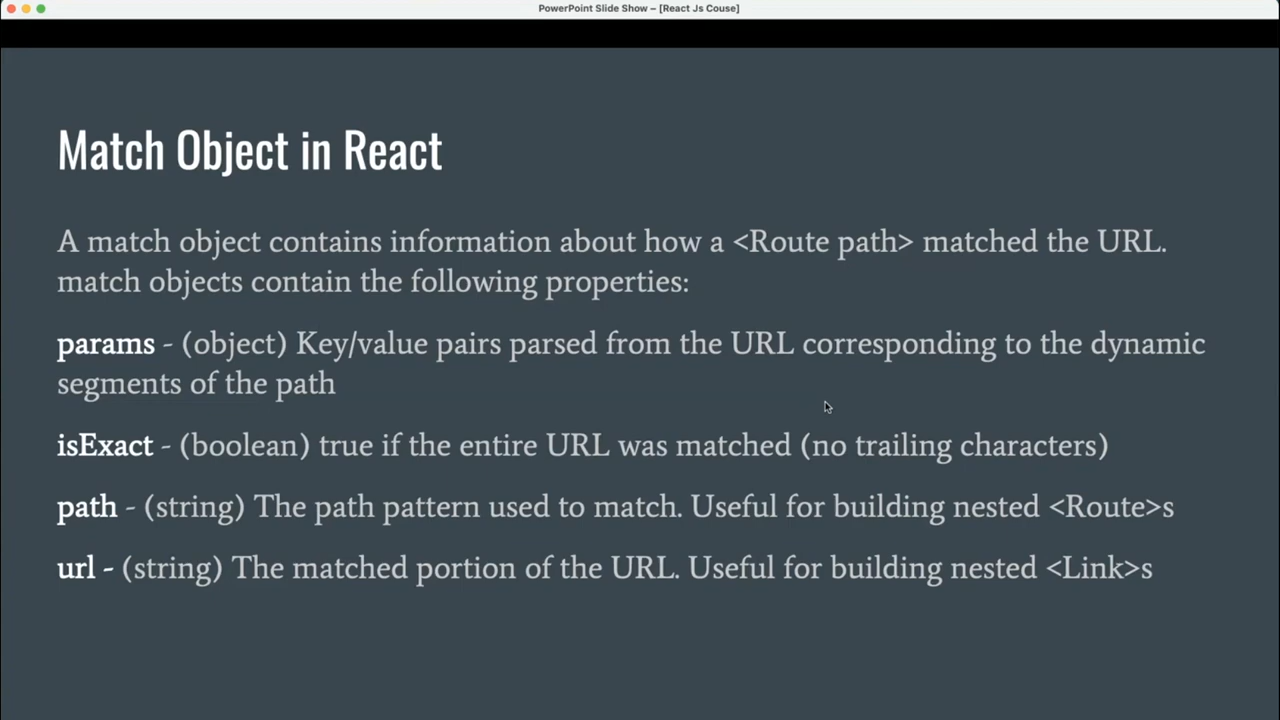 PowerPoint Slide Show – [React Js Couse]
Match Object in React
A match object contains information about how a <Route path> matched the URL.
match objects contain the following properties:
params - (object) Key/value pairs parsed from the URL corresponding to the dynamic
segments of the path
isExact - (boolean) true if the entire URL was matched (no trailing characters)
path - (string) The path pattern used to match. Useful for building nested <Route>s
url - (string) The matched portion of the URL. Useful for building nested <Link>s